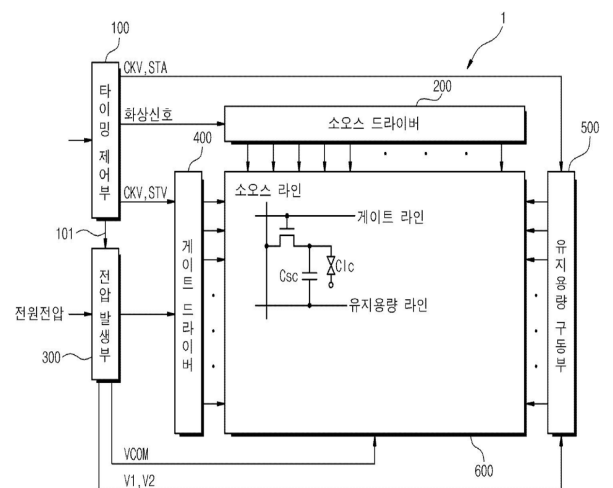 1
100
CKV,STA
타이밍 제어부
화상신호
200
소오스 드라이버
400
500
CKV,STV
101
소오스 라인
게이트 라인
Clc
Csc
유지용량 라인
게이트 드라이버
유지용량 구동부
전압 발생부
전원전압
300
VCOM
600
V1,V2